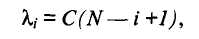 λᵢ = C(N — i +1),